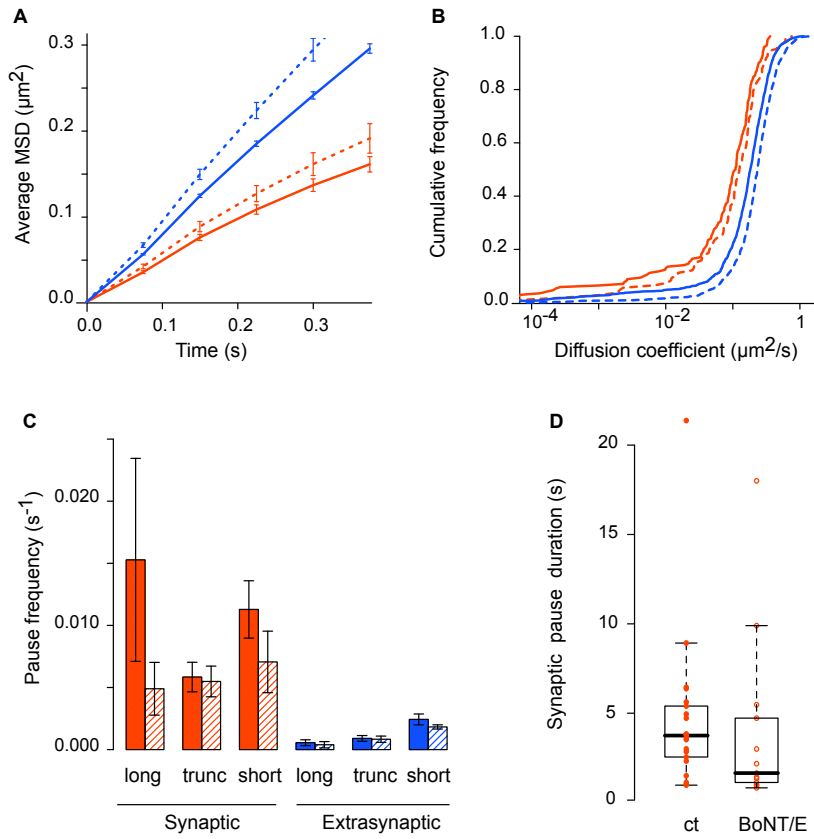 A
Average MSD (µm2)
0.3
0.2
0.1
0.0
0.0 0.1 0.2 0.3
Time (s)
B
Cumulative frequency
1.0
0.8
0.6
0.4
0.2
0.0
10-4 10-2 1
Diffusion coefficient (µm2/s)
C
Pause frequency (s-1)
0.020
0.010
0.000
long trunc short long trunc short
Synaptic Extrasynaptic
D
Synaptic pause duration (s)
20
15
10
5
0
ct BoNT/E